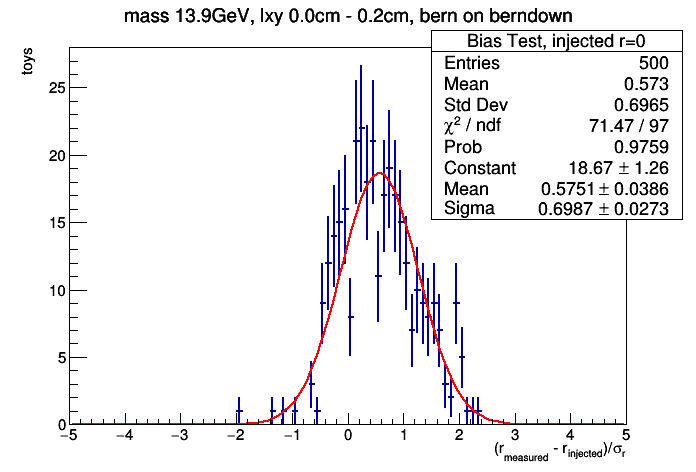 mass 13.9GeV, lxy 0.0cm - 0.2cm, bern on berndown
Bias Test, injected r=0
Entries 500
Mean 0.573
Std Dev 0.6965
χ² / ndf 71.47 / 97
Prob 0.9759
Constant 18.67 ± 1.26
Mean 0.5751 ± 0.0386
Sigma 0.6987 ± 0.0273
toys
25
20
15
10
5
0
−5 −4 −3 −2 −1 0 1 2 3 4 5
(r_measured - r_injected)/σ_r